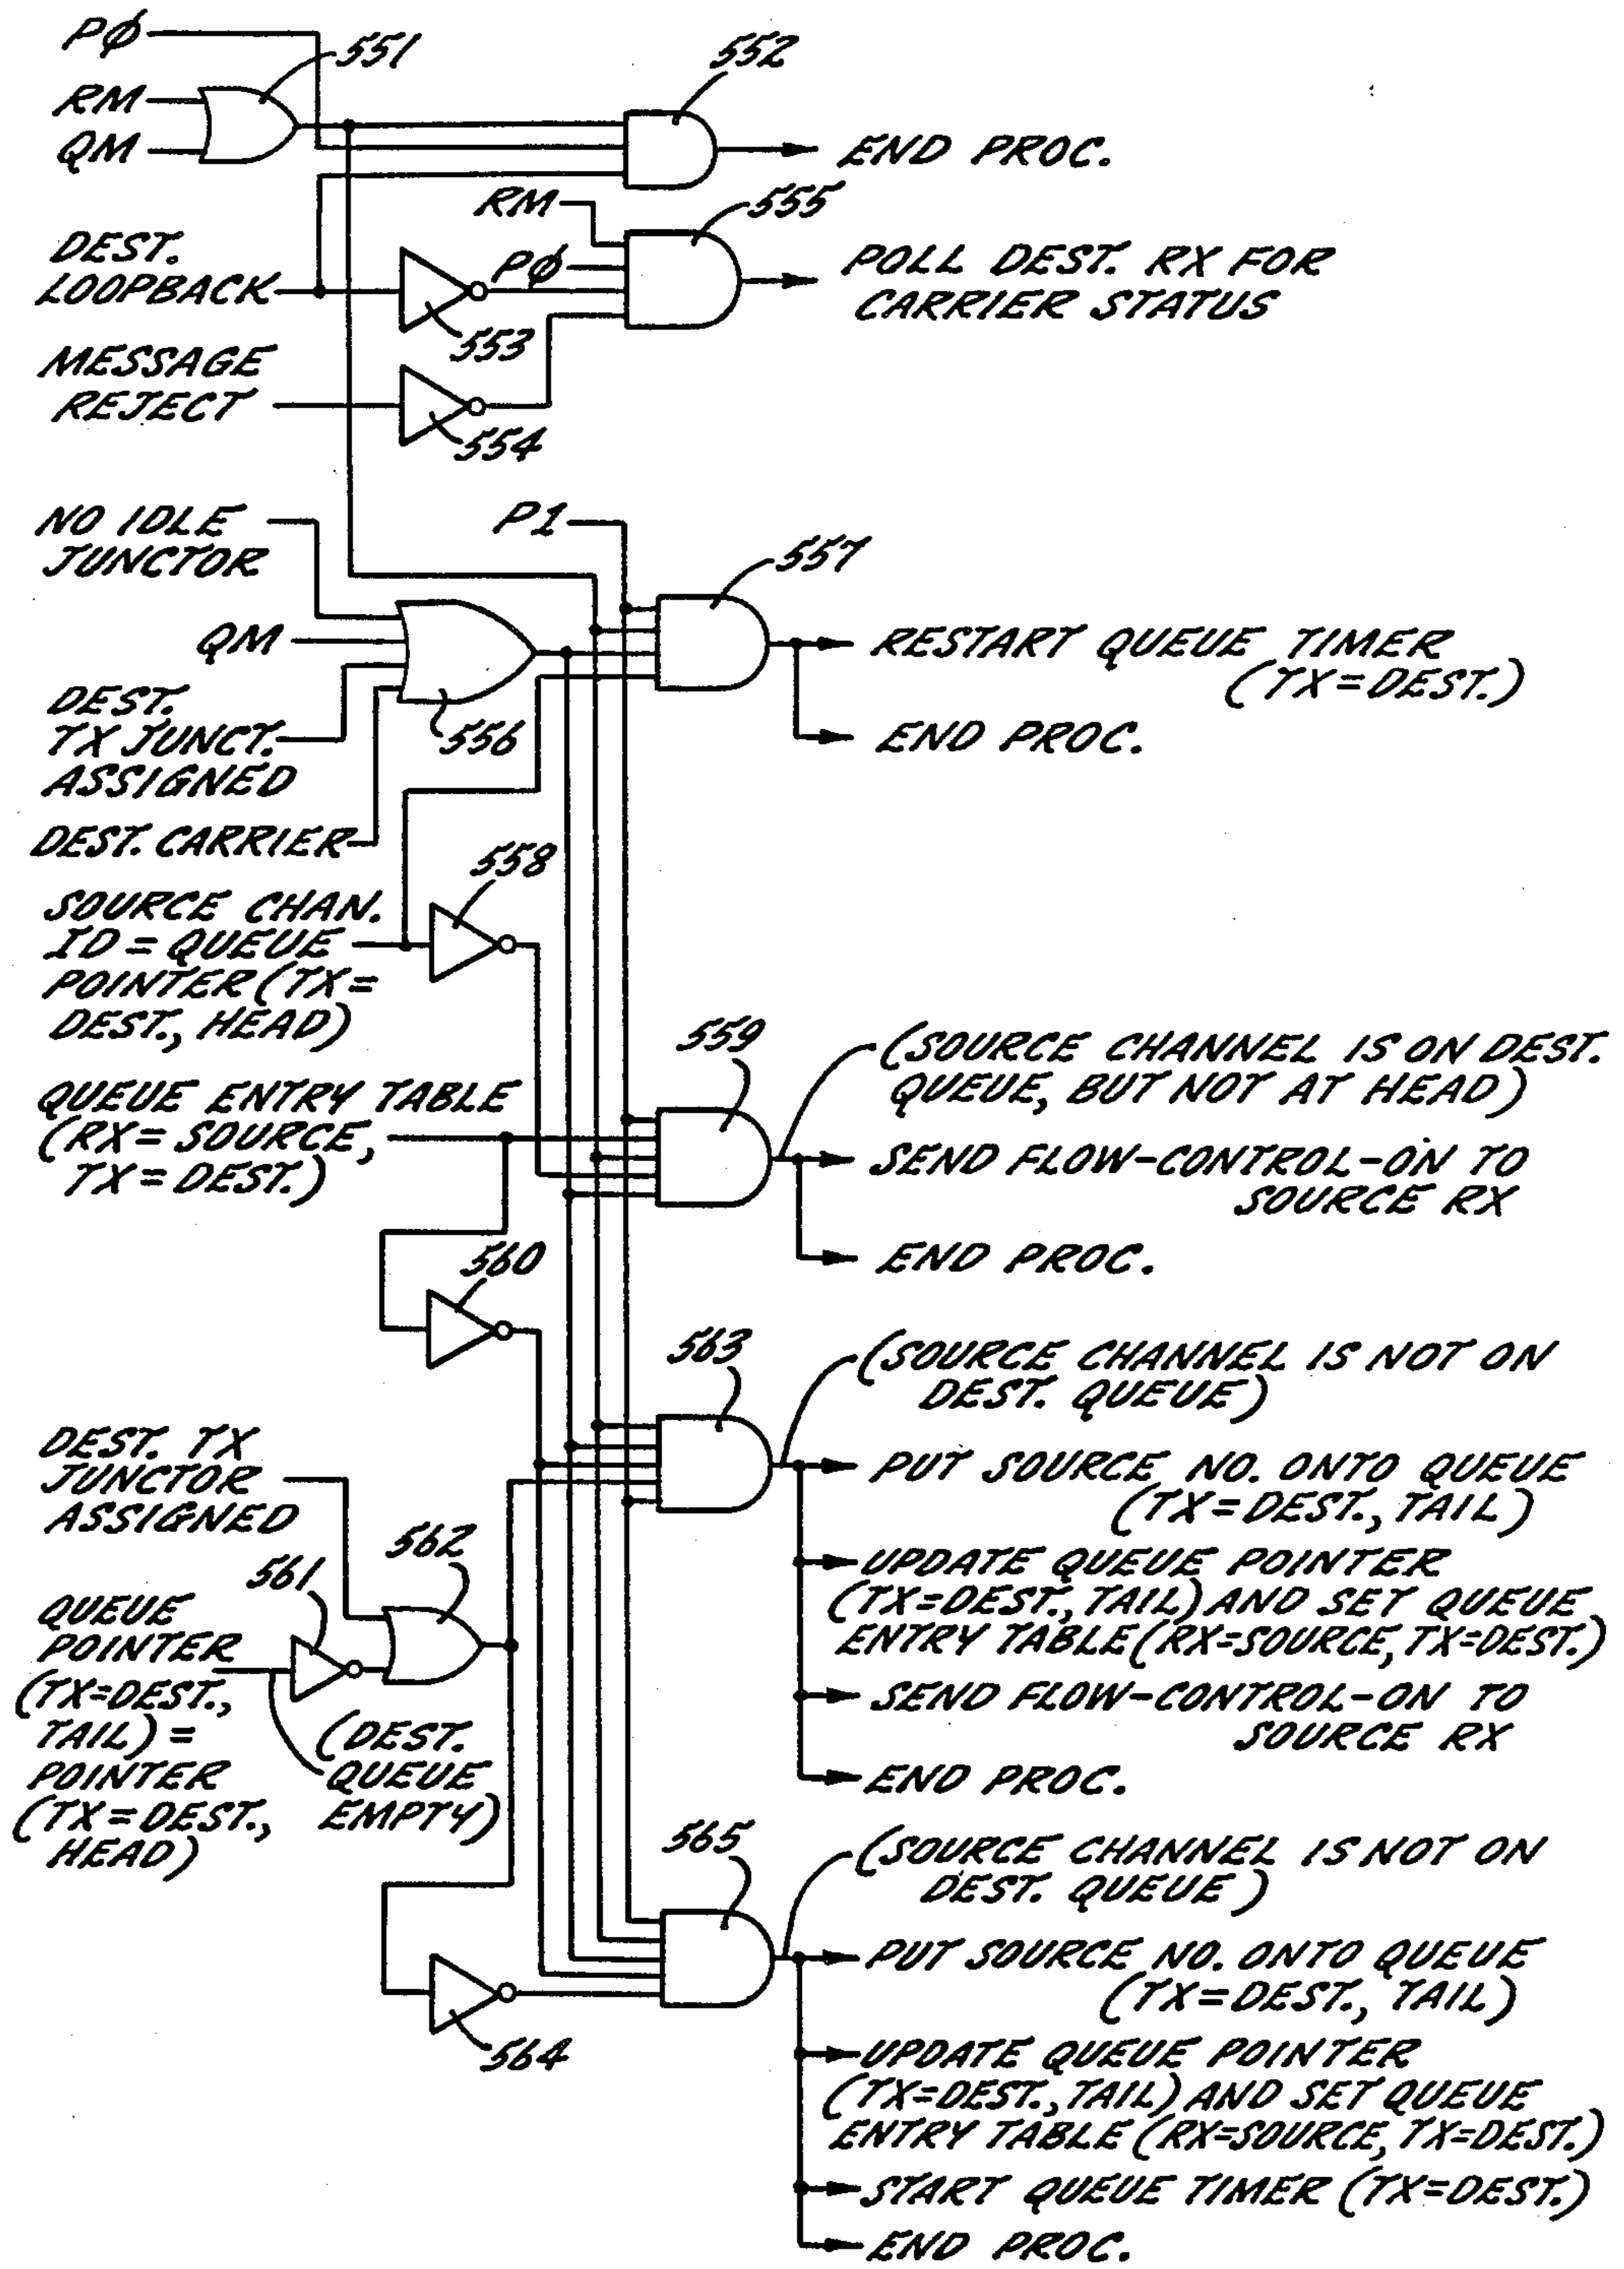 PØ
551
552
RM
QM
END PROC.
RM
555
DEST.
LOOPBACK
PØ
POLL DEST. RX FOR
CARRIER STATUS
553
MESSAGE
REJECT
554
NO IDLE
JUNCTOR
P1
557
QM
RESTART QUEUE TIMER
(TX=DEST.)
DEST.
TX JUNCT.
ASSIGNED
556
END PROC.
DEST. CARRIER
558
SOURCE CHAN.
ID = QUEUE
POINTER (TX=
DEST., HEAD)
559
(SOURCE CHANNEL IS ON DEST.
QUEUE, BUT NOT AT HEAD)
QUEUE ENTRY TABLE
(RX= SOURCE,
TX= DEST.)
SEND FLOW-CONTROL-ON TO
SOURCE RX
END PROC.
560
563
(SOURCE CHANNEL IS NOT ON
DEST. QUEUE)
DEST. TX
JUNCTOR
ASSIGNED
PUT SOURCE NO. ONTO QUEUE
(TX=DEST., TAIL)
562
561
UPDATE QUEUE POINTER
(TX=DEST., TAIL) AND SET QUEUE
ENTRY TABLE (RX=SOURCE, TX=DEST.)
QUEUE
POINTER
(TX=DEST.,
TAIL) =
POINTER
(TX=DEST.,
HEAD)
(DEST.
QUEUE
EMPTY)
SEND FLOW-CONTROL-ON TO
SOURCE RX
END PROC.
565
(SOURCE CHANNEL IS NOT ON
DEST. QUEUE)
PUT SOURCE NO. ONTO QUEUE
(TX=DEST., TAIL)
564
UPDATE QUEUE POINTER
(TX=DEST., TAIL) AND SET QUEUE
ENTRY TABLE (RX=SOURCE, TX=DEST.)
START QUEUE TIMER (TX=DEST.)
END PROC.